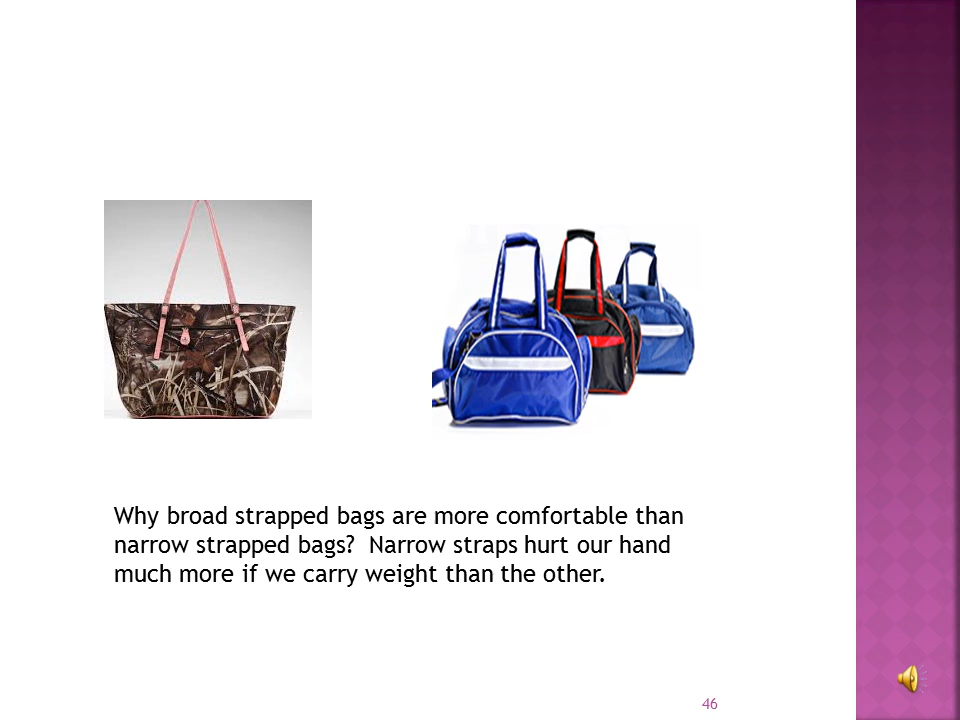 Why broad strapped bags are more comfortable than
narrow strapped bags?  Narrow straps hurt our hand
much more if we carry weight than the other.
46